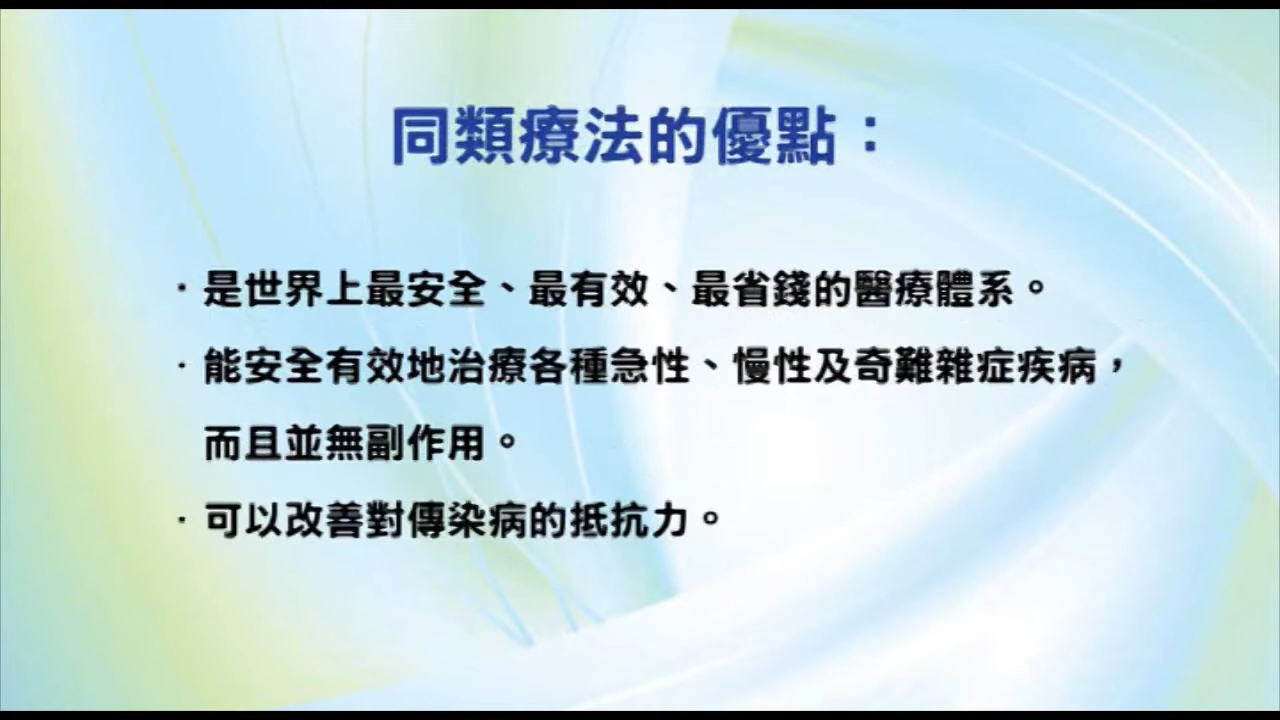 同類療法的優點：
·是世界上最安全、最有效、最省錢的醫療體系。
·能安全有效地治療各種急性、慢性及奇難雜症疾病，
而且並無副作用。
·可以改善對傳染病的抵抗力。